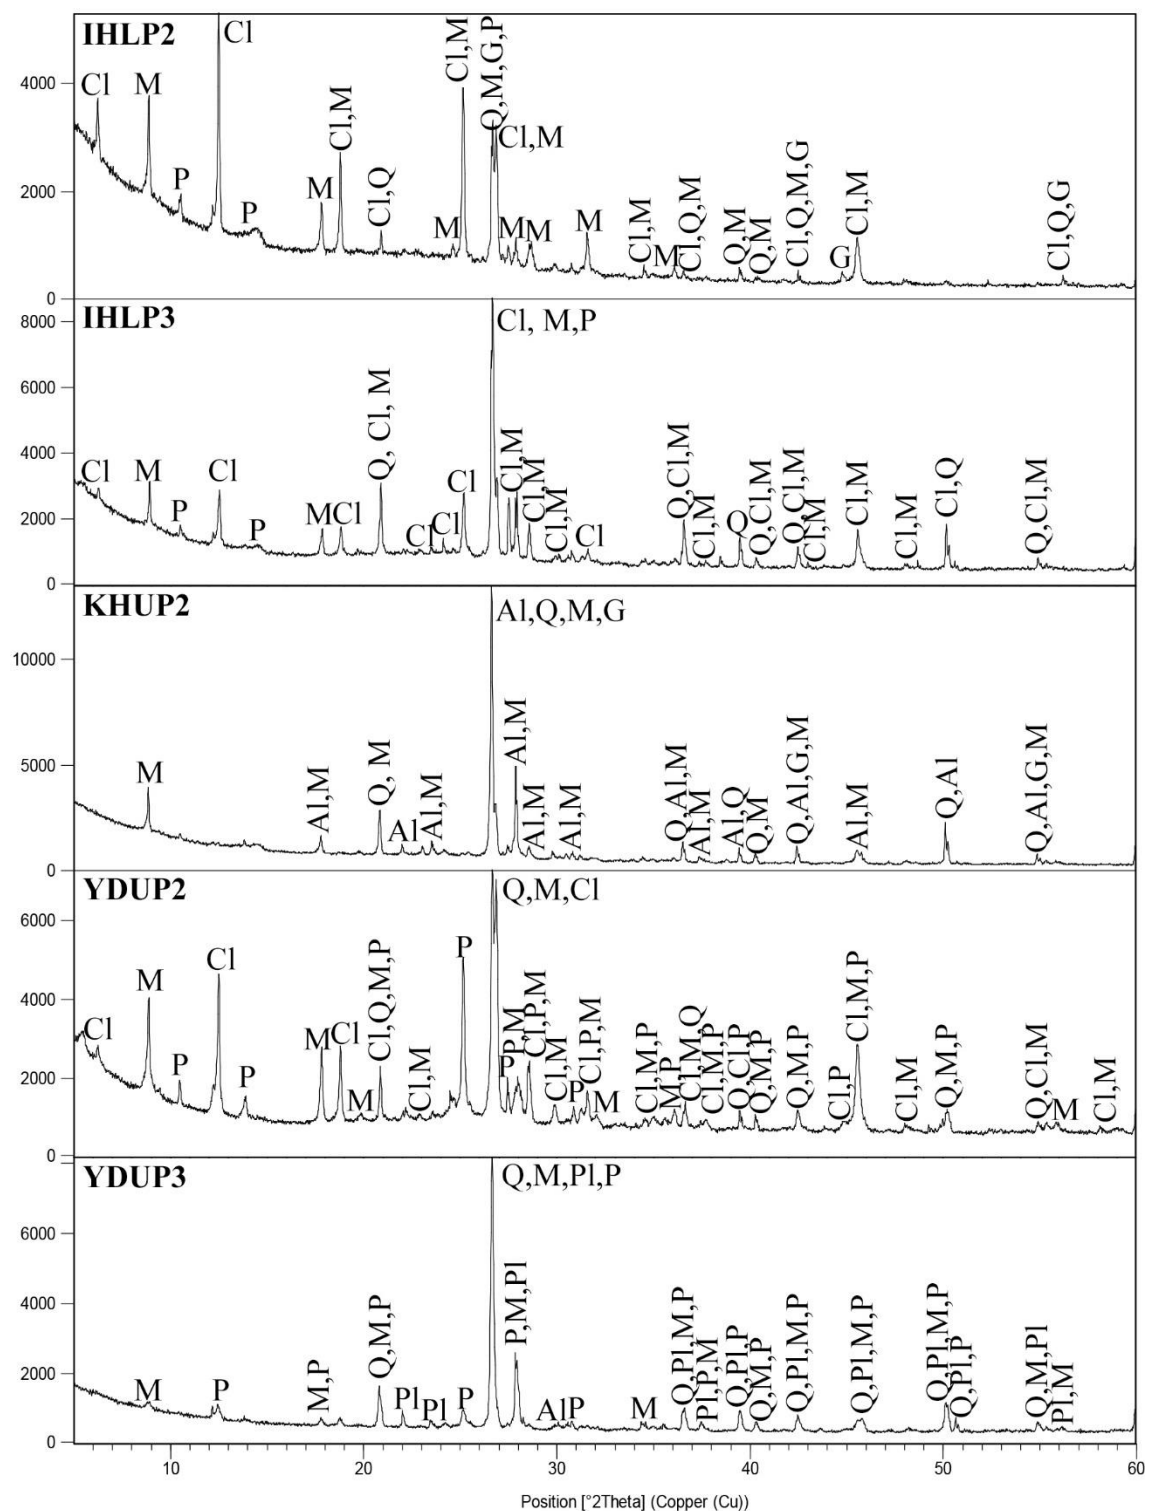 IHLP2
Cl
M
P
Cl
P
M
Cl,M
Cl,Q
M
Cl,M
Q,M,G,P
Cl,M
M
M
M
Cl,M
M
Cl,Q,M
Q,M
Q,M
Cl,Q,M,G
G
Cl,M
Cl,Q,G
4000
2000
0
IHLP3
Cl
M
P
Cl
P
M
Cl
Q, Cl, M
Cl
Cl
Cl
Cl, M,P
Cl,M
Cl,M
Cl,M
Cl
Q,Cl,M
Cl,M
Q
Q,Cl,M
Q,Cl,M
Cl,M
Cl,M
Cl,M
Cl,Q
Q,Cl,M
8000
6000
4000
2000
0
KHUP2
M
Al,M
Q, M
Al
Al,M
Al,Q,M,G
Al,M
Al,M
Al,M
Q,Al,M
Al,M
Al,Q
Q,M
Q,Al,G,M
Al,M
Q,Al
Q,Al,G,M
10000
5000
0
YDUP2
Cl
M
P
Cl
P
M
Cl
M
Cl,Q,M,P
Cl,M
P
Q,M,Cl
P
P,M
Cl,P,M
Cl,M
P
Cl,P,M
M
Cl,M,P
M,P
Cl,M,Q
Cl,M,P
Q,Cl,P
Q,M,P
Q,M,P
Cl,P
Cl,M,P
Cl,M
Q,M,P
Q,Cl,M
M
Cl,M
6000
4000
2000
0
YDUP3
M
P
M,P
Q,M,P
Pl
Pl
P
Q,M,Pl,P
P,M,Pl
Al
P
M
Q,Pl,M,P
Pl,P,M
Q,Pl,P
Q,M,P
Q,Pl,M,P
Q,Pl,M,P
Q,Pl,M,P
Q,Pl,P
Q,M,Pl
Pl,M
6000
4000
2000
0
10 20 30 40 50 60
Position [°2Theta] (Copper (Cu))